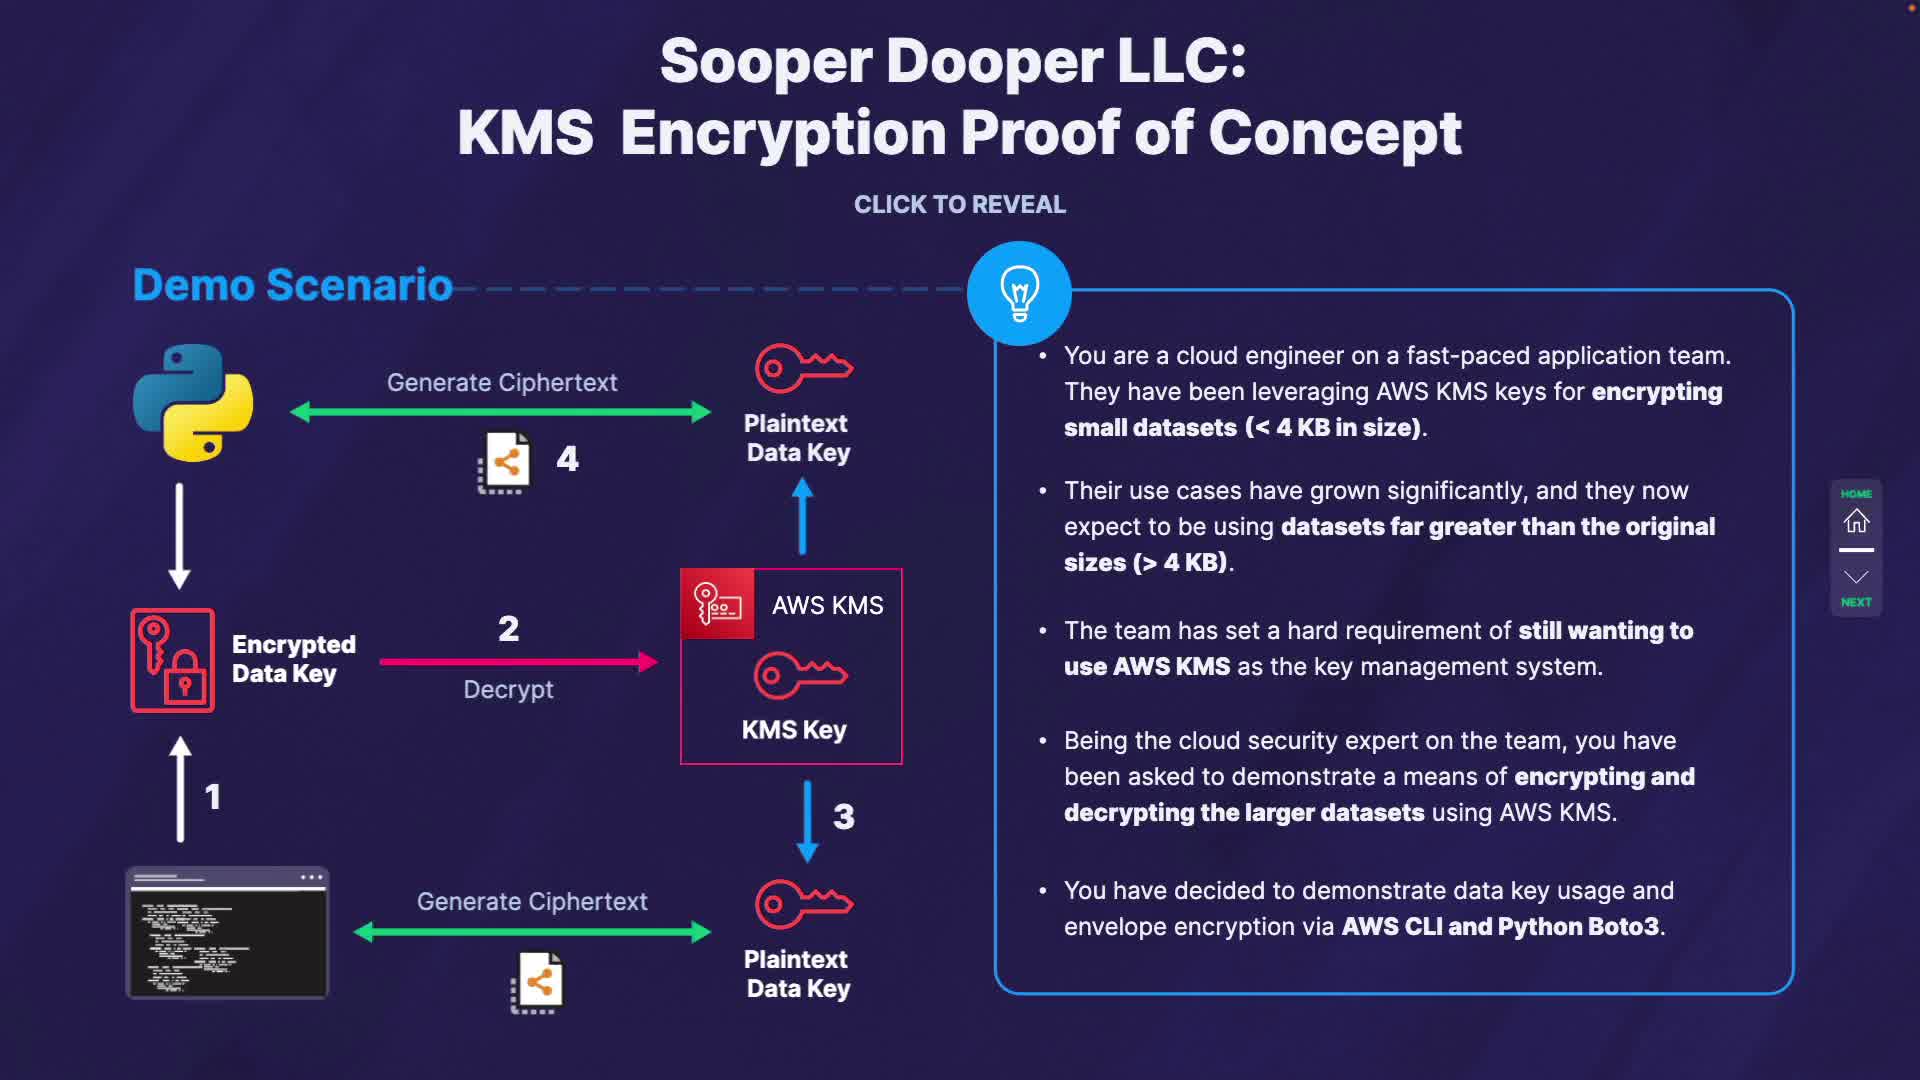 Sooper Dooper LLC:
KMS  Encryption Proof of Concept
CLICK TO REVEAL
Demo Scenario
Generate Ciphertext
4
Plaintext
Data Key
Encrypted
Data Key
2
Decrypt
AWS KMS
KMS Key
1
3
Generate Ciphertext
Plaintext
Data Key
• You are a cloud engineer on a fast-paced application team.
They have been leveraging AWS KMS keys for encrypting
small datasets (< 4 KB in size).
• Their use cases have grown significantly, and they now
expect to be using datasets far greater than the original
sizes (> 4 KB).
• The team has set a hard requirement of still wanting to
use AWS KMS as the key management system.
• Being the cloud security expert on the team, you have
been asked to demonstrate a means of encrypting and
decrypting the larger datasets using AWS KMS.
• You have decided to demonstrate data key usage and
envelope encryption via AWS CLI and Python Boto3.
HOME
NEXT